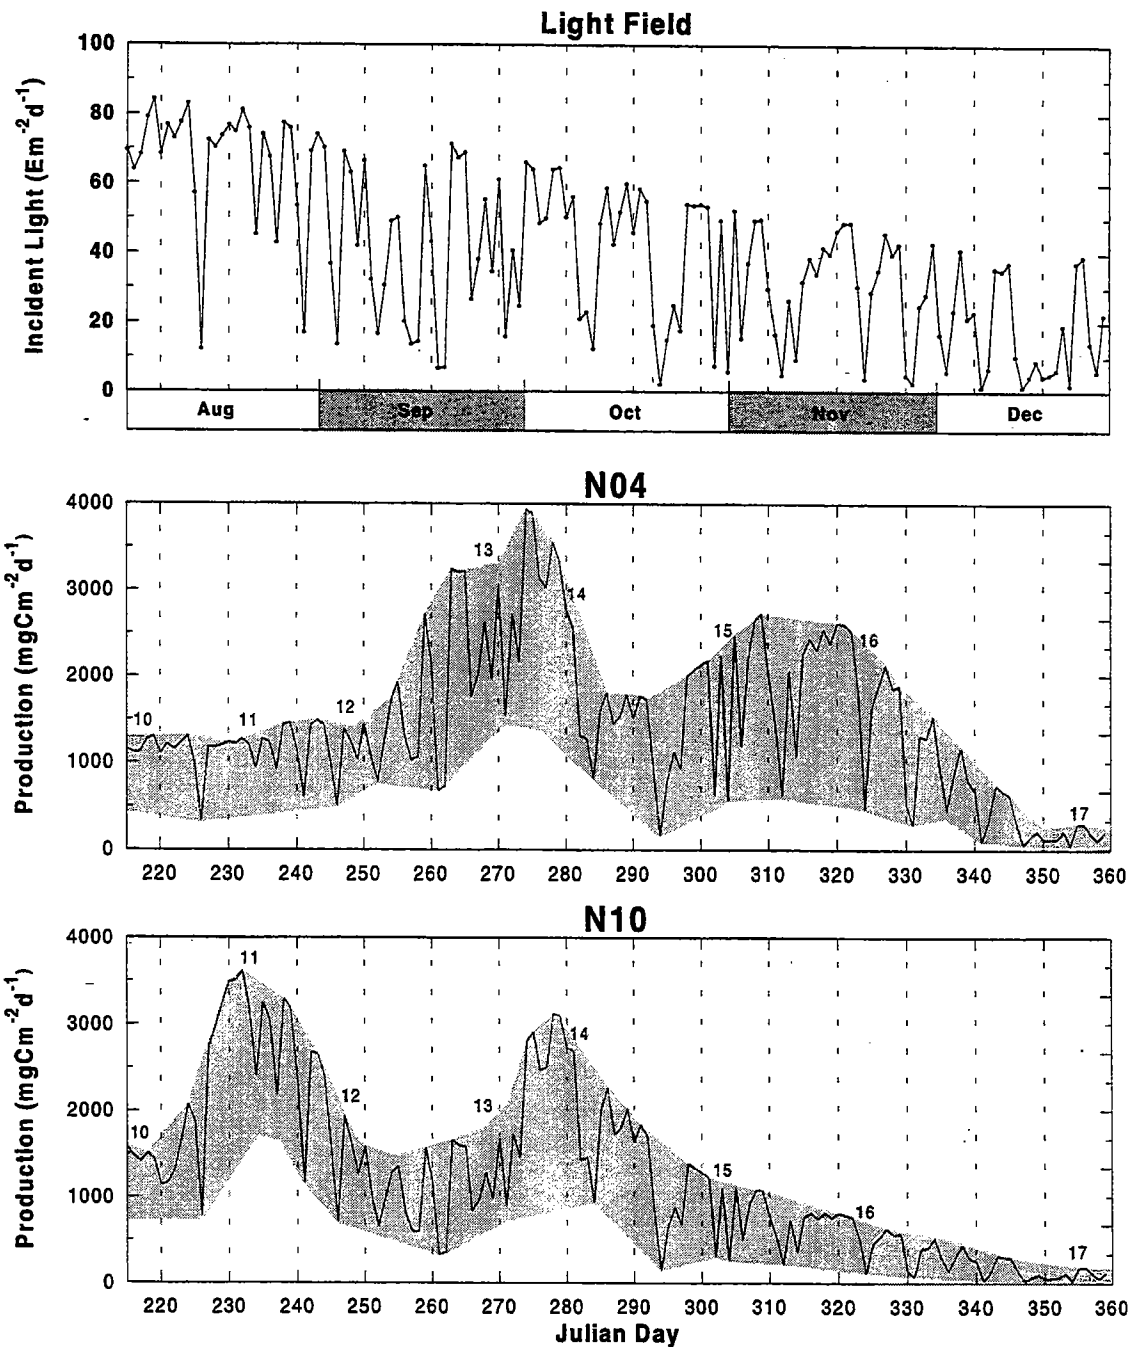 Light Field
Incident Light (Em⁻²d⁻¹)
100
80
60
40
20
0
Aug Sep Oct Nov Dec
N04
Production (mgCm⁻²d⁻¹)
4000
3000
2000
1000
0
10 11 12 13 14 15 16 17
220 230 240 250 260 270 280 290 300 310 320 330 340 350 360
N10
Production (mgCm⁻²d⁻¹)
4000
3000
2000
1000
0
10 11 12 13 14 15 16 17
220 230 240 250 260 270 280 290 300 310 320 330 340 350 360
Julian Day